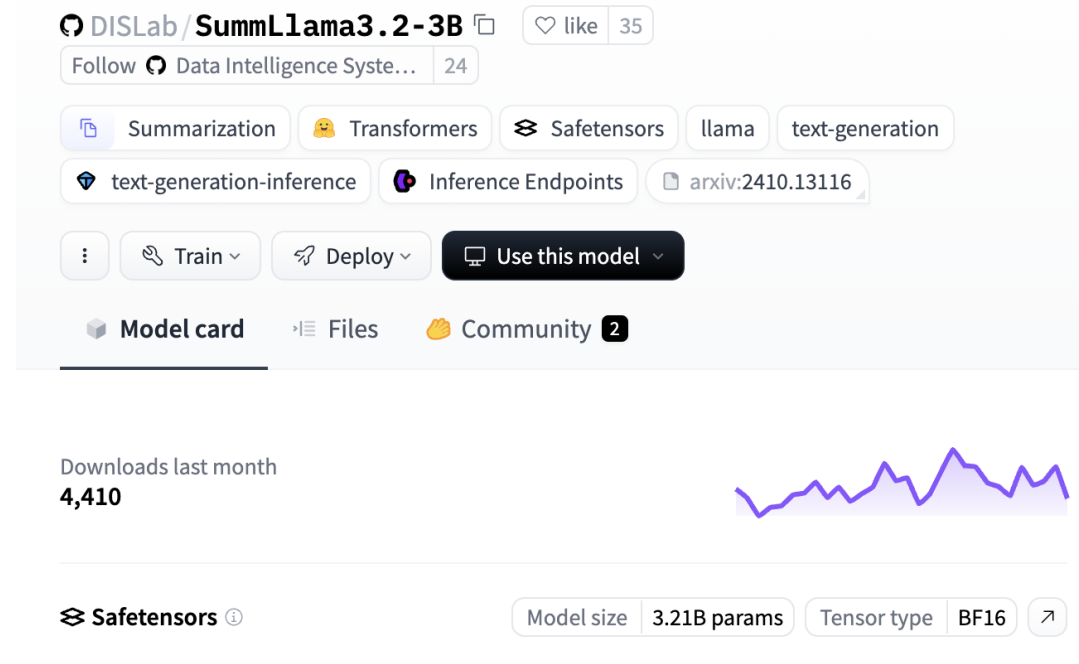 DISLab/SummLlama3.2-3B like 35
Follow Data Intelligence Syste... 24
Summarization Transformers Safetensors llama text-generation
text-generation-inference Inference Endpoints arxiv:2410.13116
Train Deploy Use this model
Model card Files Community 2
Downloads last month
4,410
Safetensors Model size 3.21B params Tensor type BF16